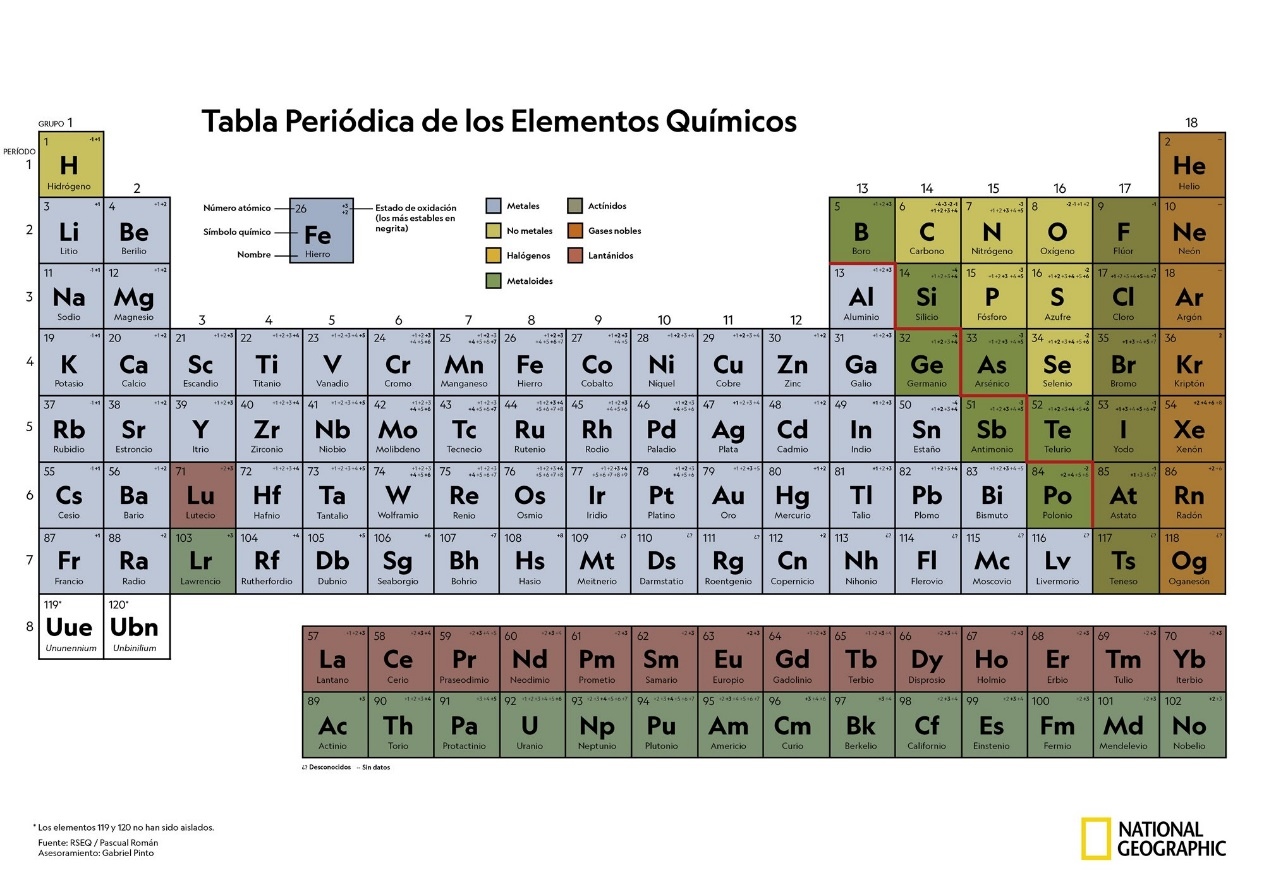 Tabla Periódica de los Elementos Químicos
GRUPO 1
18
PERÍODO
1
1 H Hidrógeno
2 He Helio
2
13 14 15 16 17
Número atómico
Símbolo químico
Nombre
26 +3 +2 Fe Hierro
Estado de oxidación
(los más estables en
negrita)
Metales
No metales
Halógenos
Metaloides
Actínidos
Gases nobles
Lantánidos
2
3 Li Litio
4 Be Berilio
5 B Boro
6 C Carbono
7 N Nitrógeno
8 O Oxígeno
9 F Flúor
10 Ne Neón
3
11 Na Sodio
12 Mg Magnesio
13 Al Aluminio
14 Si Silicio
15 P Fósforo
16 S Azufre
17 Cl Cloro
18 Ar Argón
3 4 5 6 7 8 9 10 11 12
4
19 K Potasio
20 Ca Calcio
21 Sc Escandio
22 Ti Titanio
23 V Vanadio
24 Cr Cromo
25 Mn Manganeso
26 Fe Hierro
27 Co Cobalto
28 Ni Níquel
29 Cu Cobre
30 Zn Zinc
31 Ga Galio
32 Ge Germanio
33 As Arsénico
34 Se Selenio
35 Br Bromo
36 Kr Kriptón
5
37 Rb Rubidio
38 Sr Estroncio
39 Y Itrio
40 Zr Zirconio
41 Nb Niobio
42 Mo Molibdeno
43 Tc Tecnecio
44 Ru Rutenio
45 Rh Rodio
46 Pd Paladio
47 Ag Plata
48 Cd Cadmio
49 In Indio
50 Sn Estaño
51 Sb Antimonio
52 Te Telurio
53 I Yodo
54 Xe Xenón
6
55 Cs Cesio
56 Ba Bario
71 Lu Lutecio
72 Hf Hafnio
73 Ta Tantalio
74 W Wolframio
75 Re Renio
76 Os Osmio
77 Ir Iridio
78 Pt Platino
79 Au Oro
80 Hg Mercurio
81 Tl Talio
82 Pb Plomo
83 Bi Bismuto
84 Po Polonio
85 At Astato
86 Rn Radón
7
87 Fr Francio
88 Ra Radio
103 Lr Lawrencio
104 Rf Rutherfordio
105 Db Dubnio
106 Sg Seaborgio
107 Bh Bohrio
108 Hs Hasio
109 Mt Meitnerio
110 Ds Darmstatio
111 Rg Roentgenio
112 Cn Copernicio
113 Nh Nihonio
114 Fl Flerovio
115 Mc Moscovio
116 Lv Livermorio
117 Ts Teneso
118 Og Oganesón
8
119* Uue Ununennium
120* Ubn Unbinilium
57 La Lantano
58 Ce Cerio
59 Pr Praseodimio
60 Nd Neodimio
61 Pm Prometio
62 Sm Samario
63 Eu Europio
64 Gd Gadolinio
65 Tb Terbio
66 Dy Disprosio
67 Ho Holmio
68 Er Erbio
69 Tm Tulio
70 Yb Iterbio
89 Ac Actinio
90 Th Torio
91 Pa Protactinio
92 U Uranio
93 Np Neptunio
94 Pu Plutonio
95 Am Americio
96 Cm Curio
97 Bk Berkelio
98 Cf Californio
99 Es Einstenio
100 Fm Fermio
101 Md Mendelevio
102 No Nobelio
¿? Desconocidos – Sin datos
* Los elementos 119 y 120 no han sido aislados.
Fuente: RSEQ / Pascual Román
Asesoramiento: Gabriel Pinto
NATIONAL
GEOGRAPHIC